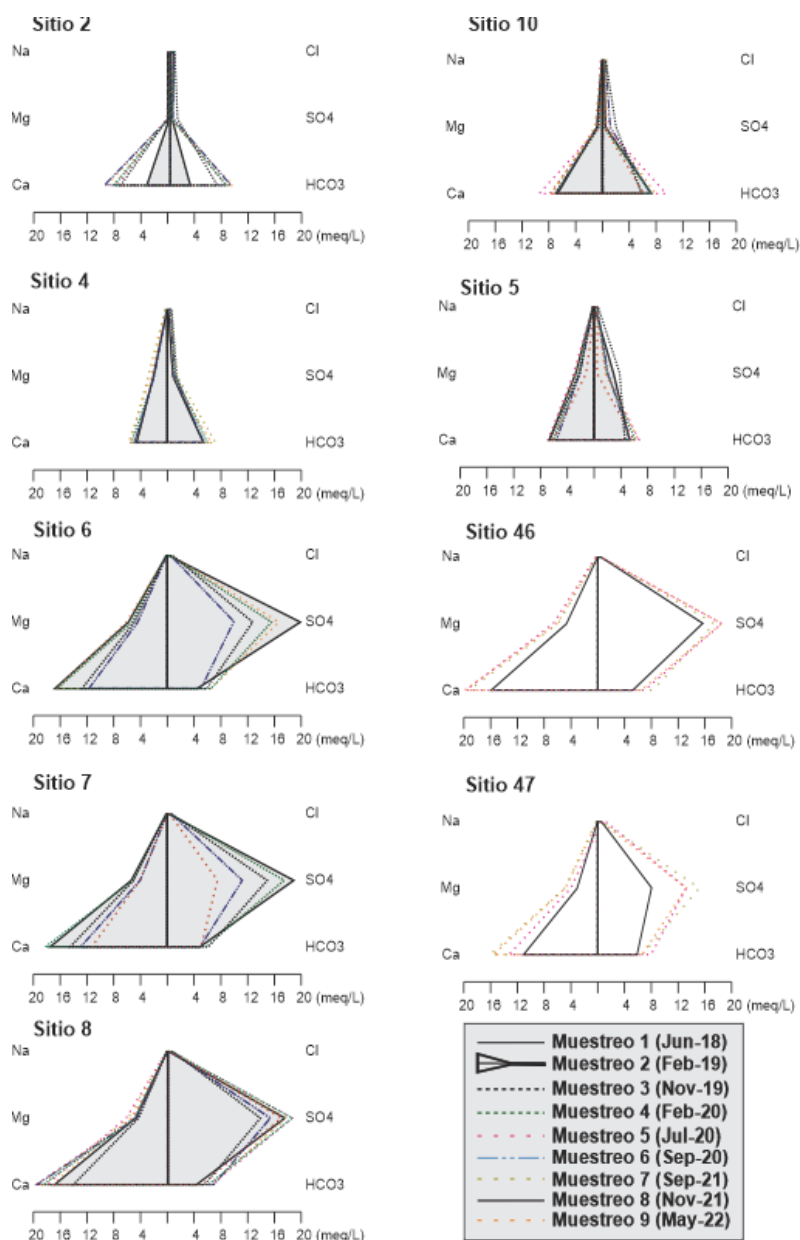 Sitio 2
Na Cl
Mg SO4
Ca HCO3
20 16 12 8 4 4 8 12 16 20 (meq/L)
Sitio 10
Na Cl
Mg SO4
Ca HCO3
20 16 12 8 4 4 8 12 16 20 (meq/L)
Sitio 4
Na Cl
Mg SO4
Ca HCO3
20 16 12 8 4 4 8 12 16 20 (meq/L)
Sitio 5
Na Cl
Mg SO4
Ca HCO3
20 16 12 8 4 4 8 12 16 20 (meq/L)
Sitio 6
Na Cl
Mg SO4
Ca HCO3
20 16 12 8 4 4 8 12 16 20 (meq/L)
Sitio 46
Na Cl
Mg SO4
Ca HCO3
20 16 12 8 4 4 8 12 16 20 (meq/L)
Sitio 7
Na Cl
Mg SO4
Ca HCO3
20 16 12 8 4 4 8 12 16 20 (meq/L)
Sitio 47
Na Cl
Mg SO4
Ca HCO3
20 16 12 8 4 4 8 12 16 20 (meq/L)
Sitio 8
Na Cl
Mg SO4
Ca HCO3
20 16 12 8 4 4 8 12 16 20 (meq/L)
Muestreo 1 (Jun-18)
Muestreo 2 (Feb-19)
Muestreo 3 (Nov-19)
Muestreo 4 (Feb-20)
Muestreo 5 (Jul-20)
Muestreo 6 (Sep-20)
Muestreo 7 (Sep-21)
Muestreo 8 (Nov-21)
Muestreo 9 (May-22)